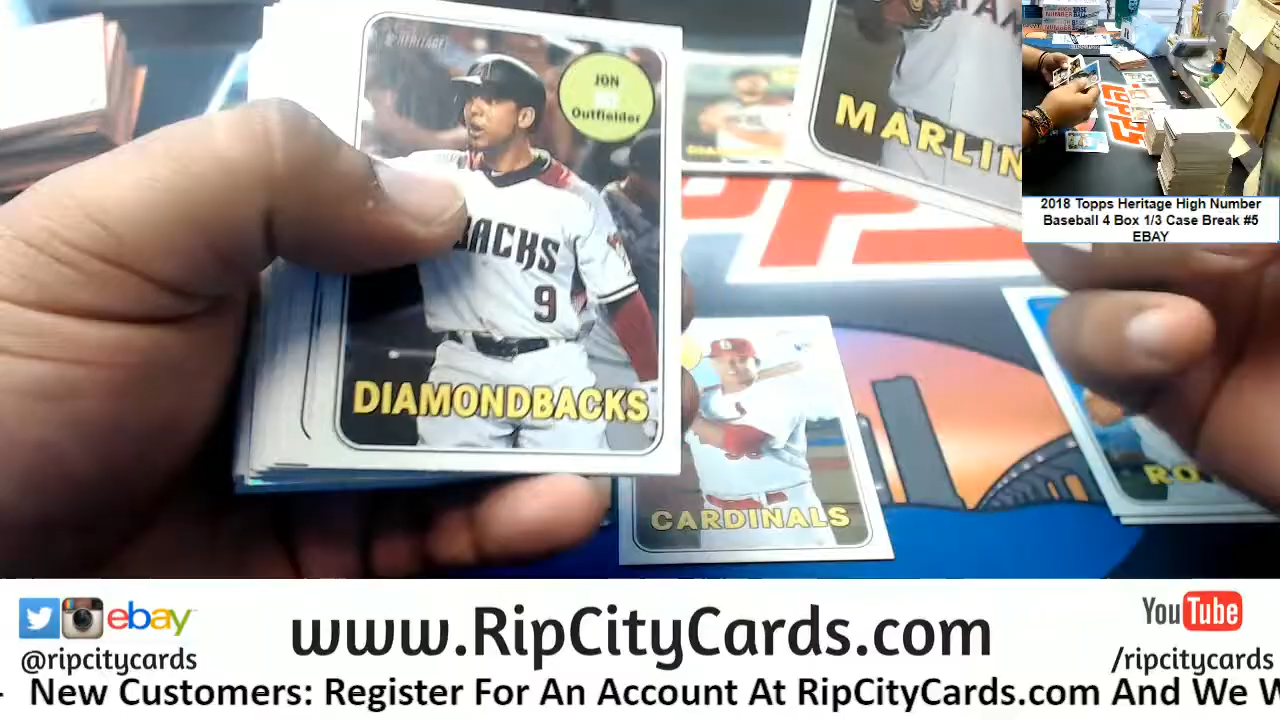 HERITAGE
JON
Outfielder
BACKS
9
DIAMONDBACKS
MARLIN
CARDINALS
RO
2018 Topps Heritage High Number
Baseball 4 Box 1/3 Case Break #5
EBAY
ebay
@ripcitycards
www.RipCityCards.com
YouTube
/ripcitycards
New Customers: Register For An Account At RipCityCards.com And We W